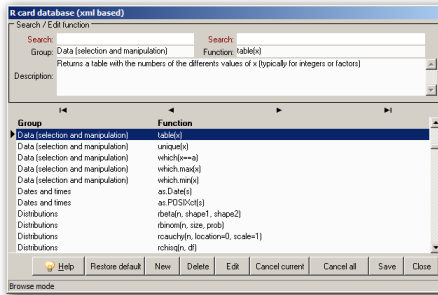 R card database (xml based)
Search / Edit function
Search: Search:
Group: Data (selection and manipulation) Function: table(x)
Description: Returns a table with the numbers of the differents values of x (typically for integers or factors)
Group Function
Data (selection and manipulation) table(x)
Data (selection and manipulation) unique(x)
Data (selection and manipulation) which(x==a)
Data (selection and manipulation) which.max(x)
Data (selection and manipulation) which.min(x)
Dates and times as.Date(s)
Dates and times as.POSIXct(s)
Distributions rbeta(n, shape1, shape2)
Distributions rbinom(n, size, prob)
Distributions rcauchy(n, location=0, scale=1)
Distributions rchisq(n, df)
Help Restore default New Delete Edit Cancel current Cancel all Save Close
Browse mode